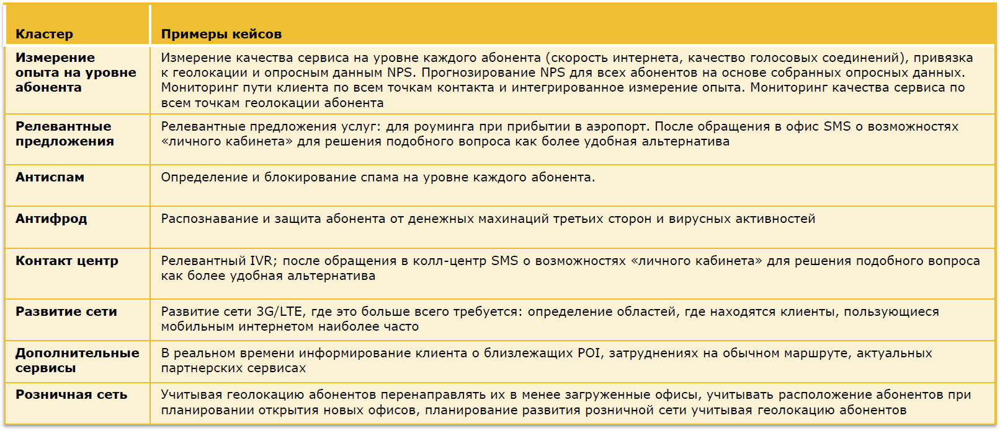 Кластер
Примеры кейсов
Измерение
опыта на уровне
абонента
Измерение качества сервиса на уровне каждого абонента (скорость интернета, качество голосовых соединений), привязка
к геолокации и опросным данным NPS. Прогнозирование NPS для всех абонентов на основе собранных опросных данных.
Мониторинг пути клиента по всем точкам контакта и интегрированное измерение опыта. Мониторинг качества сервиса по
всем точкам геолокации абонента
Релевантные
предложения
Релевантные предложения услуг: для роуминга при прибытии в аэропорт. После обращения в офис SMS о возможностях
«личного кабинета» для решения подобного вопроса как более удобная альтернатива
Антиспам
Определение и блокирование спама на уровне каждого абонента.
Антифрод
Распознавание и защита абонента от денежных махинаций третьих сторон и вирусных активностей
Контакт центр
Релевантный IVR; после обращения в колл-центр SMS о возможностях «личного кабинета» для решения подобного вопроса
как более удобная альтернатива
Развитие сети
Развитие сети 3G/LTE, где это больше всего требуется: определение областей, где находятся клиенты, пользующиеся
мобильным интернетом наиболее часто
Дополнительные
сервисы
В реальном времени информирование клиента о близлежащих POI, затруднениях на обычном маршруте, актуальных
партнерских сервисах
Розничная сеть
Учитывая геолокацию абонентов перенаправлять их в менее загруженные офисы, учитывать расположение абонентов при
планировании открытия новых офисов, планирование развития розничной сети учитывая геолокацию абонентов